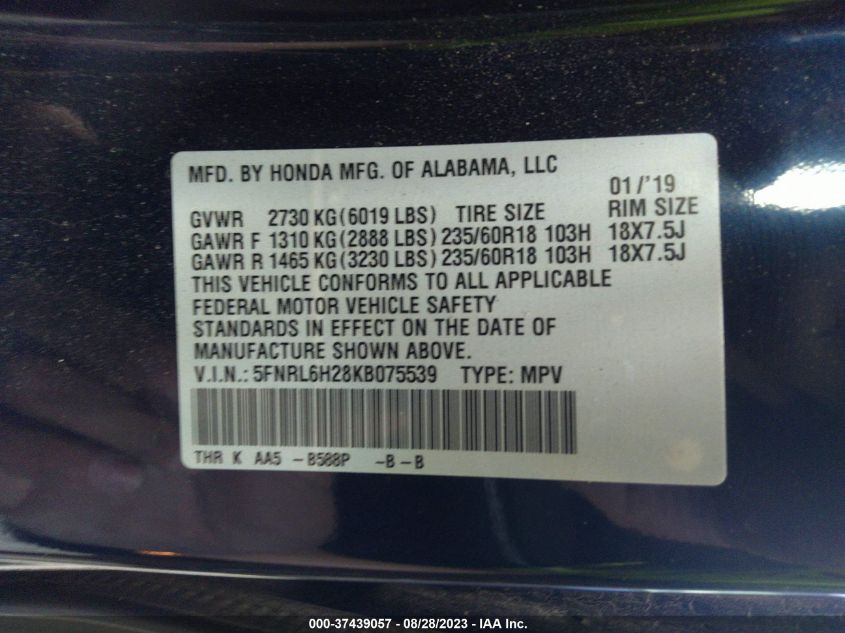 MFD. BY HONDA MFG. OF ALABAMA, LLC
01/'19
GVWR 2730 KG(6019 LBS) TIRE SIZE RIM SIZE
GAWR F 1310 KG(2888 LBS) 235/60R18 103H 18X7.5J
GAWR R 1465 KG(3230 LBS) 235/60R18 103H 18X7.5J
THIS VEHICLE CONFORMS TO ALL APPLICABLE
FEDERAL MOTOR VEHICLE SAFETY
STANDARDS IN EFFECT ON THE DATE OF
MANUFACTURE SHOWN ABOVE.
V.I.N.: 5FNRL6H28KB075539 TYPE: MPV
THR K AA5 -B588P -B-B
000-37439057 - 08/28/2023 - IAA Inc.